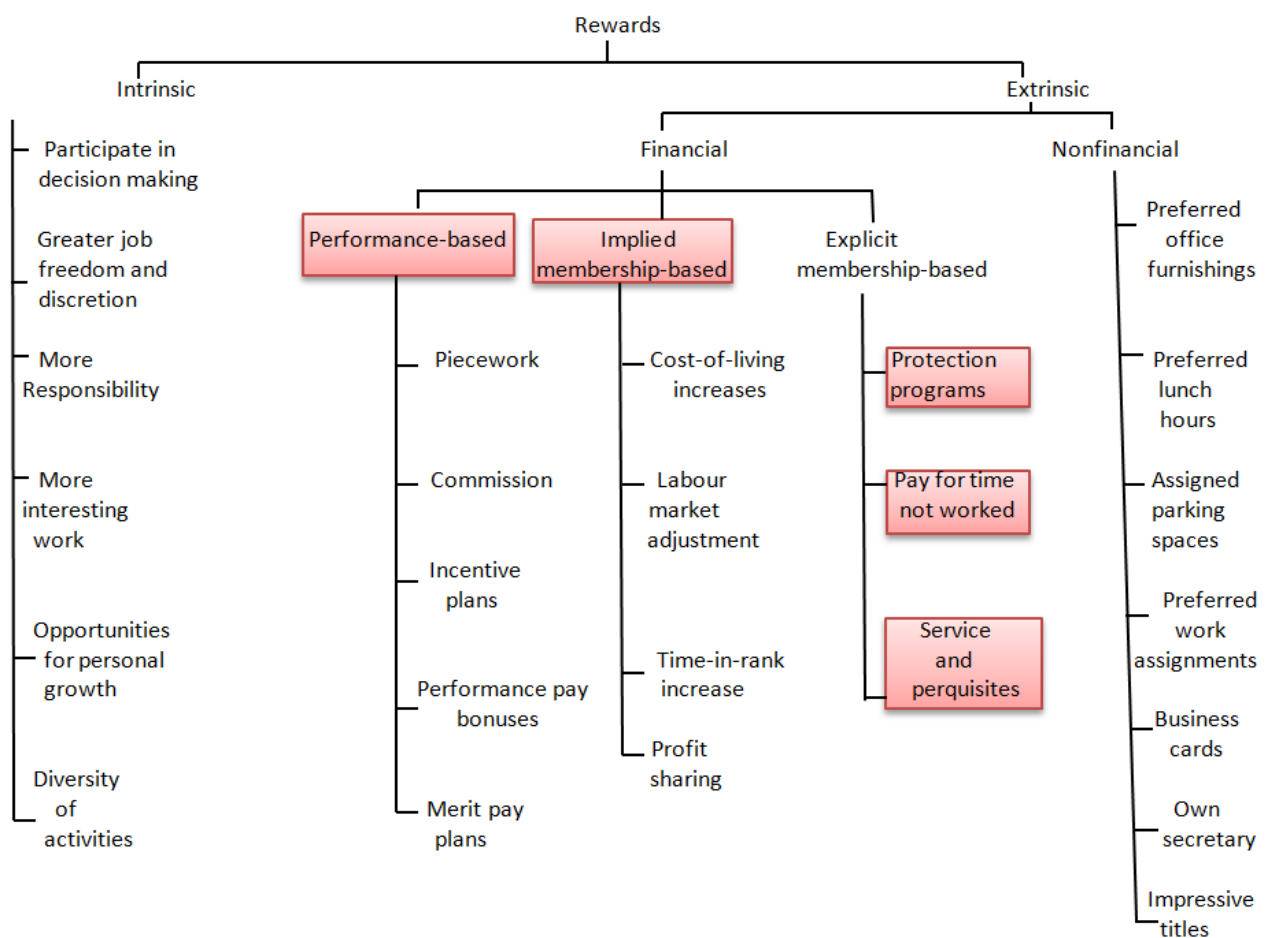 Rewards
Intrinsic
Extrinsic
Participate in
decision making
Greater job
freedom and
discretion
More
Responsibility
More
interesting
work
Opportunities
for personal
growth
Diversity
of
activities
Financial
Nonfinancial
Performance-based
Piecework
Commission
Incentive
plans
Performance pay
bonuses
Merit pay
plans
Implied
membership-based
Cost-of-living
increases
Labour
market
adjustment
Time-in-rank
increase
Profit
sharing
Explicit
membership-based
Protection
programs
Pay for time
not worked
Service
and
perquisites
Preferred
office
furnishings
Preferred
lunch
hours
Assigned
parking
spaces
Preferred
work
assignments
Business
cards
Own
secretary
Impressive
titles